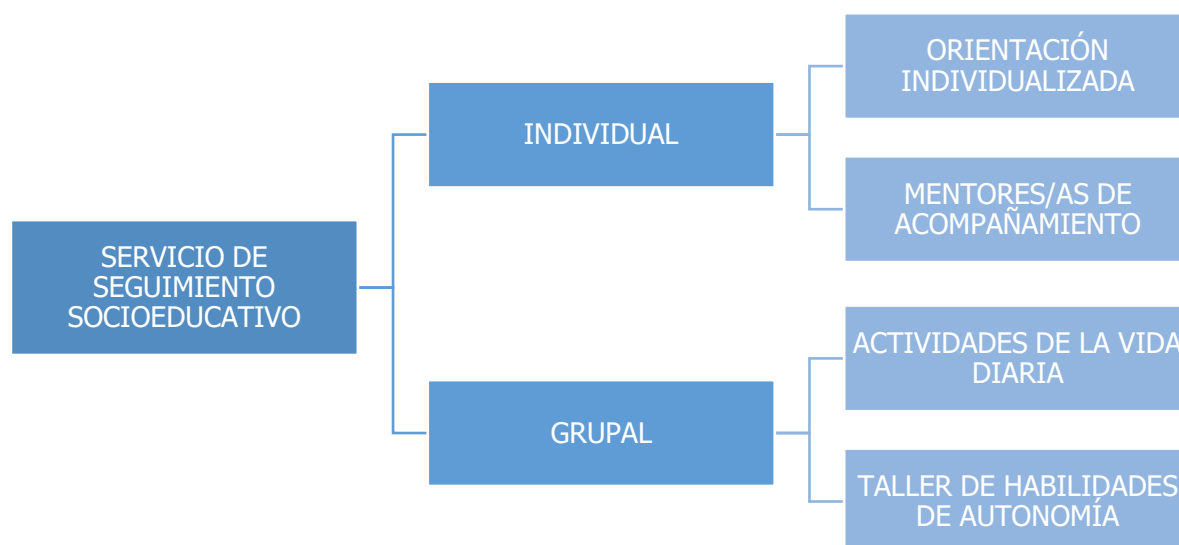 ORIENTACIÓN
INDIVIDUALIZADA
INDIVIDUAL
MENTORES/AS DE
ACOMPAÑAMIENTO
SERVICIO DE
SEGUIMIENTO
SOCIOEDUCATIVO
ACTIVIDADES DE LA VIDA
DIARIA
GRUPAL
TALLER DE HABILIDADES
DE AUTONOMÍA